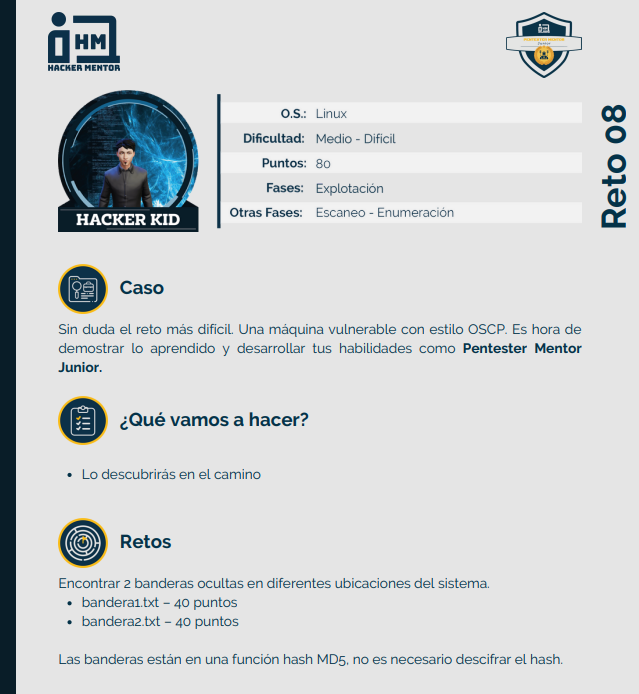 HM
HACKER MENTOR
PENTESTER MENTOR
HACKER KID
O.S.: Linux
Dificultad: Medio - Difícil
Puntos: 80
Fases: Explotación
Otras Fases: Escaneo - Enumeración
Reto 08
Caso
Sin duda el reto más difícil. Una máquina vulnerable con estilo OSCP. Es hora de
demostrar lo aprendido y desarrollar tus habilidades como Pentester Mentor
Junior.
¿Qué vamos a hacer?
• Lo descubrirás en el camino
Retos
Encontrar 2 banderas ocultas en diferentes ubicaciones del sistema.
• bandera1.txt – 40 puntos
• bandera2.txt – 40 puntos
Las banderas están en una función hash MD5, no es necesario descifrar el hash.